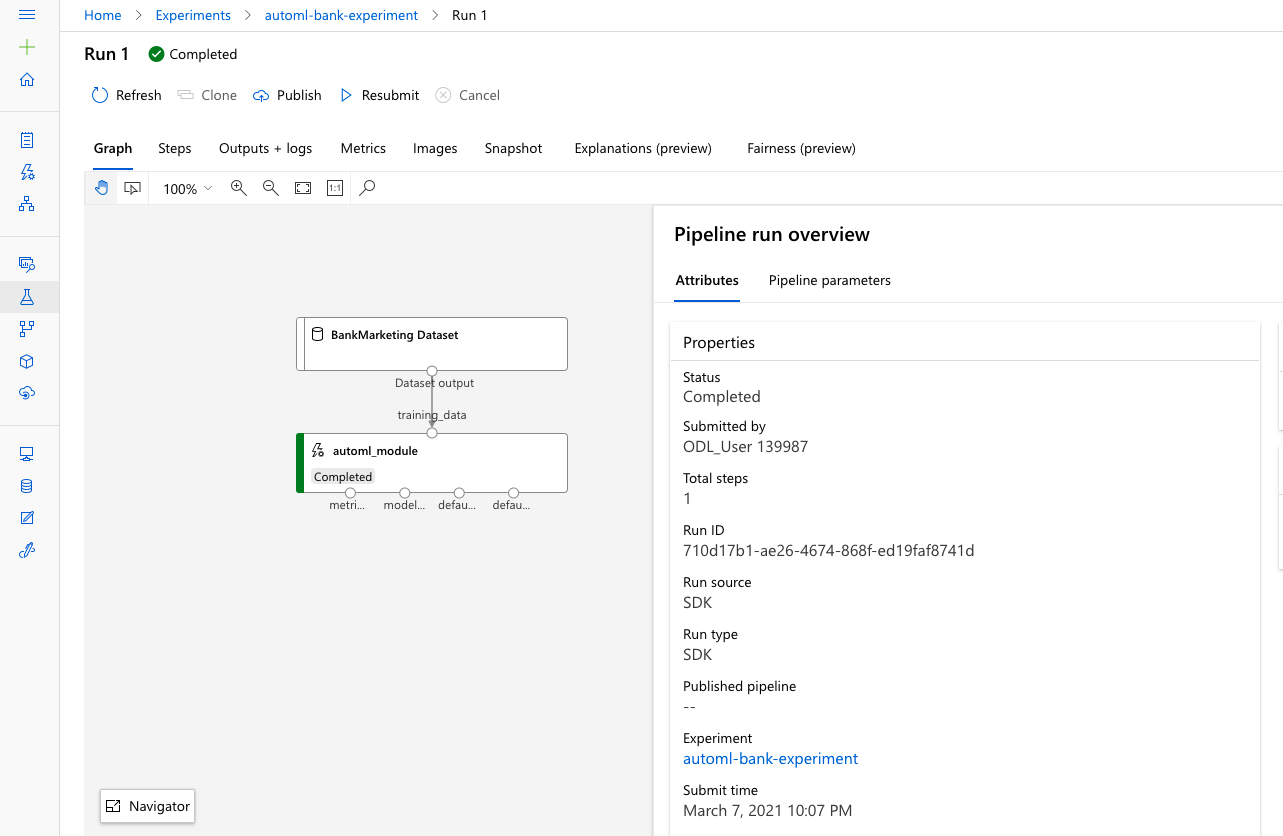 Home > Experiments > automl-bank-experiment > Run 1
Run 1 Completed
Refresh Clone Publish Resubmit Cancel
Graph Steps Outputs + logs Metrics Images Snapshot Explanations (preview) Fairness (preview)
100% 1:1
BankMarketing Dataset
Dataset output
training_data
automl_module
Completed
metri... model... defau... defau...
Navigator
Pipeline run overview
Attributes Pipeline parameters
Properties
Status
Completed
Submitted by
ODL_User 139987
Total steps
1
Run ID
710d17b1-ae26-4674-868f-ed19faf8741d
Run source
SDK
Run type
SDK
Published pipeline
--
Experiment
automl-bank-experiment
Submit time
March 7, 2021 10:07 PM